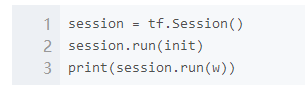 1 session = tf.Session()
2 session.run(init)
3 print(session.run(w))